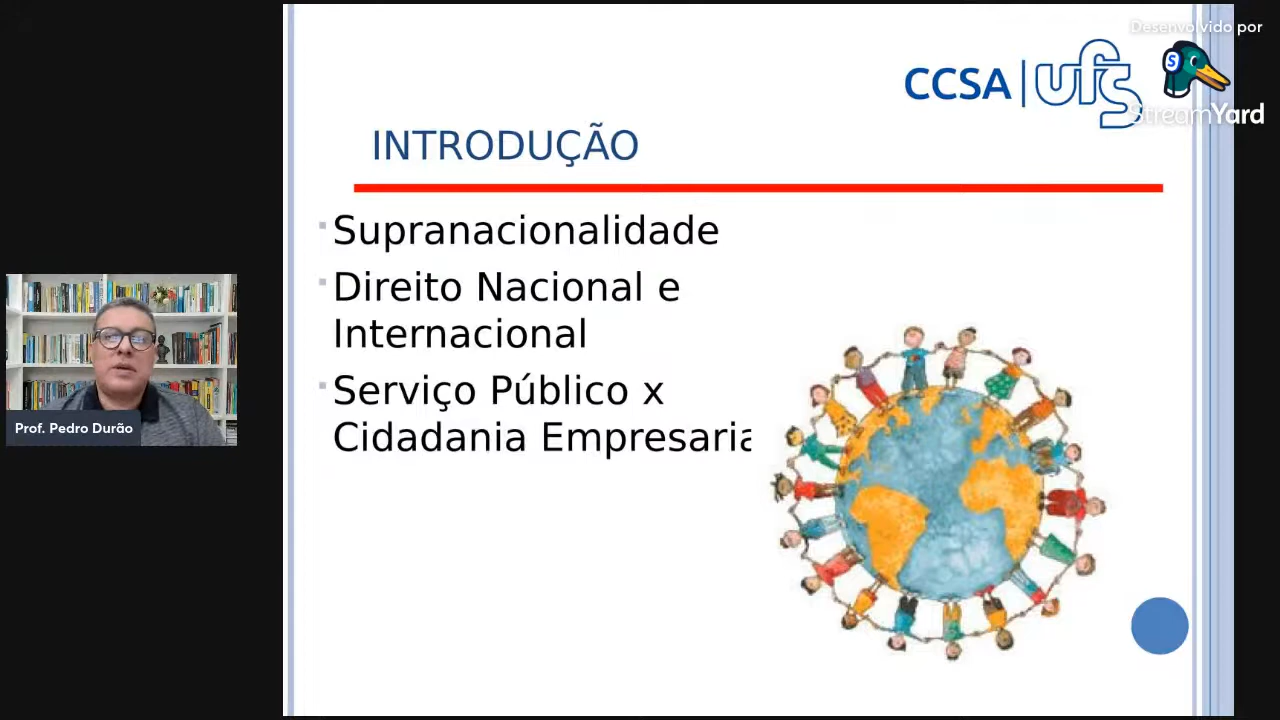 Desenvolvido por
StreamYard
CCSA | ufs
INTRODUÇÃO
Supranacionalidade
Direito Nacional e
Internacional
Serviço Público x
Cidadania Empresaria
Prof. Pedro Durão